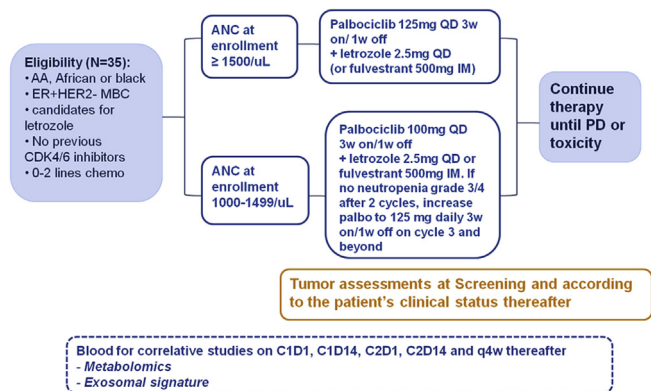 Eligibility (N=35):
• AA, African or black
• ER+HER2- MBC
• candidates for
letrozole
• No previous
CDK4/6 inhibitors
• 0-2 lines chemo
ANC at
enrollment
≥ 1500/uL
Palbociclib 125mg QD 3w
on/ 1w off
+ letrozole 2.5mg QD
(or fulvestrant 500mg IM)
ANC at
enrollment
1000-1499/uL
Palbociclib 100mg QD
3w on/1w off
+ letrozole 2.5mg QD or
fulvestrant 500mg IM. If
no neutropenia grade 3/4
after 2 cycles, increase
palbo to 125 mg daily 3w
on/1w off on cycle 3 and
beyond
Continue
therapy
until PD or
toxicity
Tumor assessments at Screening and according
to the patient's clinical status thereafter
Blood for correlative studies on C1D1, C1D14, C2D1, C2D14 and q4w thereafter
- Metabolomics
- Exosomal signature